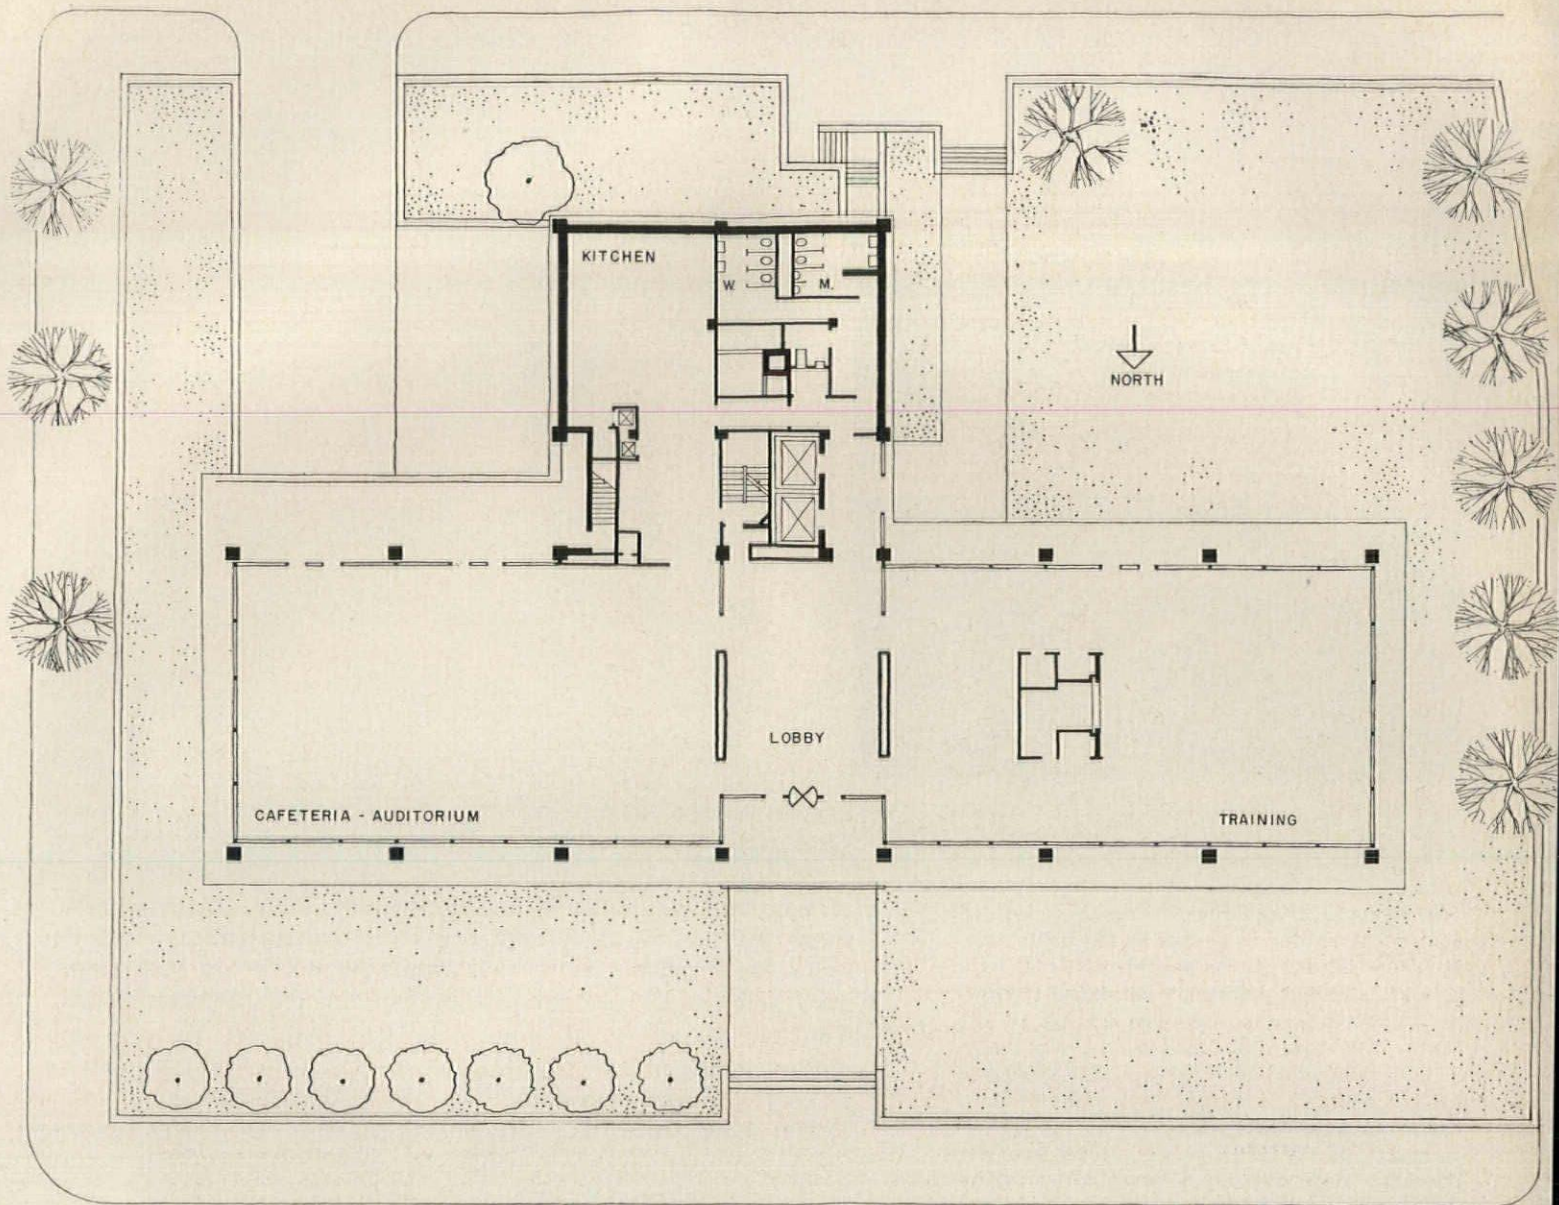 KITCHEN
W.
M.
NORTH
LOBBY
CAFETERIA - AUDITORIUM
TRAINING